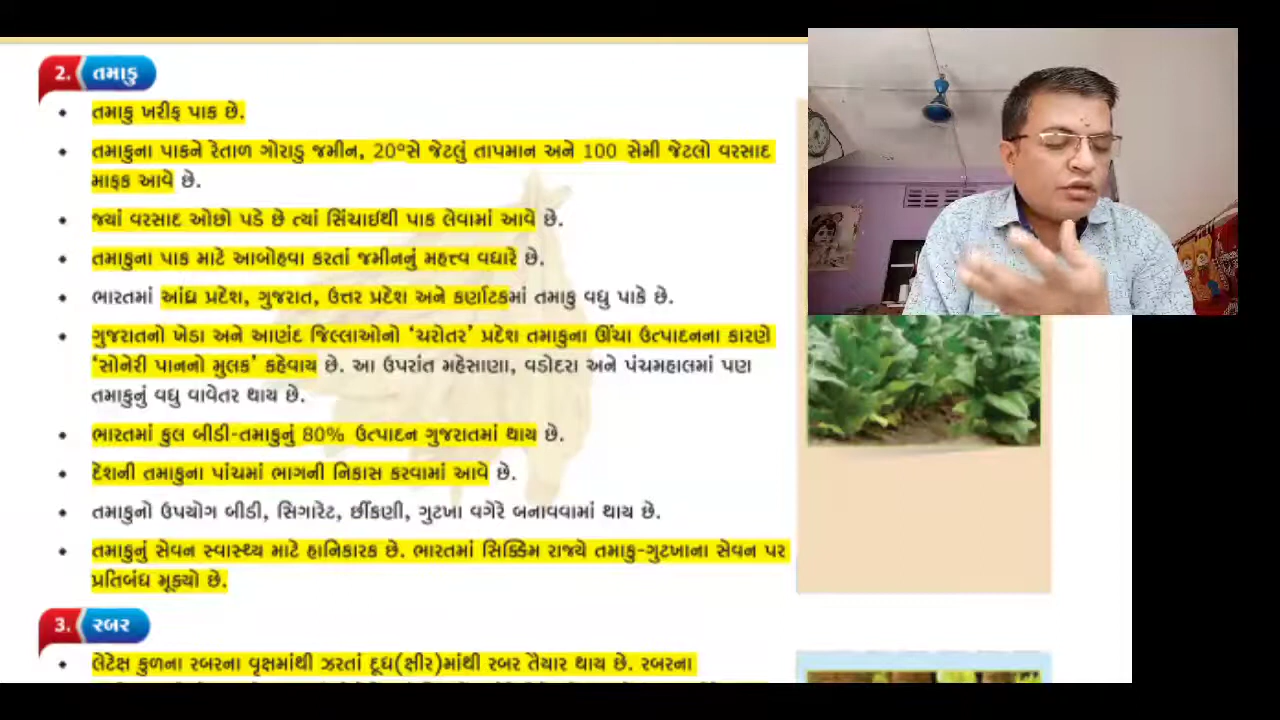 2. તમાકુ
• તમાકુ ખરીફ પાક છે.
• તમાકુના પાકને રેતાળ ગોરાડુ જમીન, 20°સે જેટલું તાપમાન અને 100 સેમી જેટલો વરસાદ
માફક આવે છે.
• જ્યાં વરસાદ ઓછો પડે છે ત્યાં સિંચાઇથી પાક લેવામાં આવે છે.
• તમાકુના પાક માટે આબોહવા કરતાં જમીનનું મહત્ત્વ વધારે છે.
• ભારતમાં આંધ્ર પ્રદેશ, ગુજરાત, ઉત્તર પ્રદેશ અને કર્ણાટકમાં તમાકુ વધુ પાકે છે.
• ગુજરાતનો ખેડા અને આણંદ જિલ્લાઓનો ‘ચરોતર’ પ્રદેશ તમાકુના ઊંચા ઉત્પાદનના કારણે
‘સોનેરી પાનનો મુલક’ કહેવાય છે. આ ઉપરાંત મહેસાણા, વડોદરા અને પંચમહાલમાં પણ
તમાકુનું વધુ વાવેતર થાય છે.
• ભારતમાં કુલ બીડી-તમાકુનું 80% ઉત્પાદન ગુજરાતમાં થાય છે.
• દેશની તમાકુના પાંચમાં ભાગની નિકાસ કરવામાં આવે છે.
• તમાકુનો ઉપયોગ બીડી, સિગારેટ, છીંકણી, ગુટખા વગેરે બનાવવામાં થાય છે.
• તમાકુનું સેવન સ્વાસ્થ્ય માટે હાનિકારક છે. ભારતમાં સિક્કિમ રાજ્યે તમાકુ-ગુટખાના સેવન પર
પ્રતિબંધ મૂક્યો છે.
3. રબર
• લેટેક્ષ કુળના રબરના વૃક્ષમાંથી ઝરતાં દૂધ(ક્ષીર)માંથી રબર તૈયાર થાય છે. રબરના